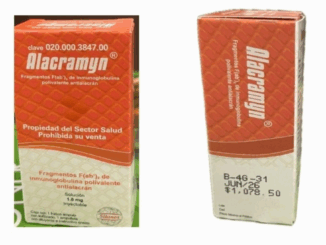 clave 020.000.3847.00
Alacramyn®
Propiedad del Sector Salud
Prohibida su venta
Fragmentos F(ab')₂ de
inmunoglobulina polivalente
antialacrán
Solución
1.8 mg
Inyectable
Alacramyn®
Fragmentos F(ab')₂ de inmunoglobulina
polivalente antialacrán
B-4G-31
JUN/26
$1,078.50